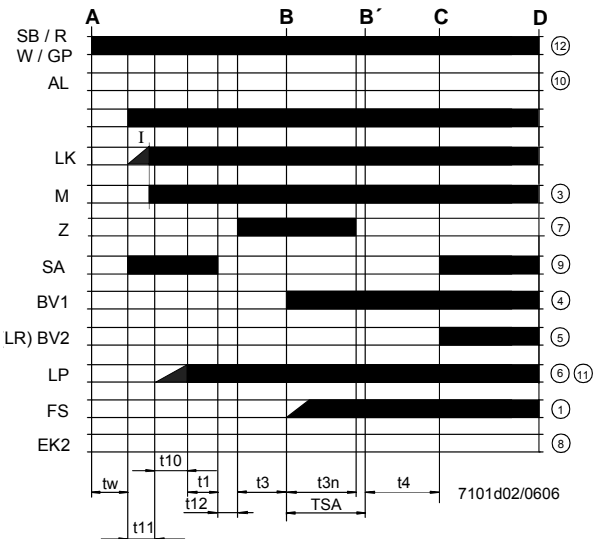 A B B´ C D
SB / R
W / GP 12
AL 10
I
LK
M 3
Z 7
SA 9
BV1 4
LR) BV2 5
LP 6 11
FS 1
EK2 8
t10
tw t1 t3 t3n t4 7101d02/0606
t12 TSA
t11